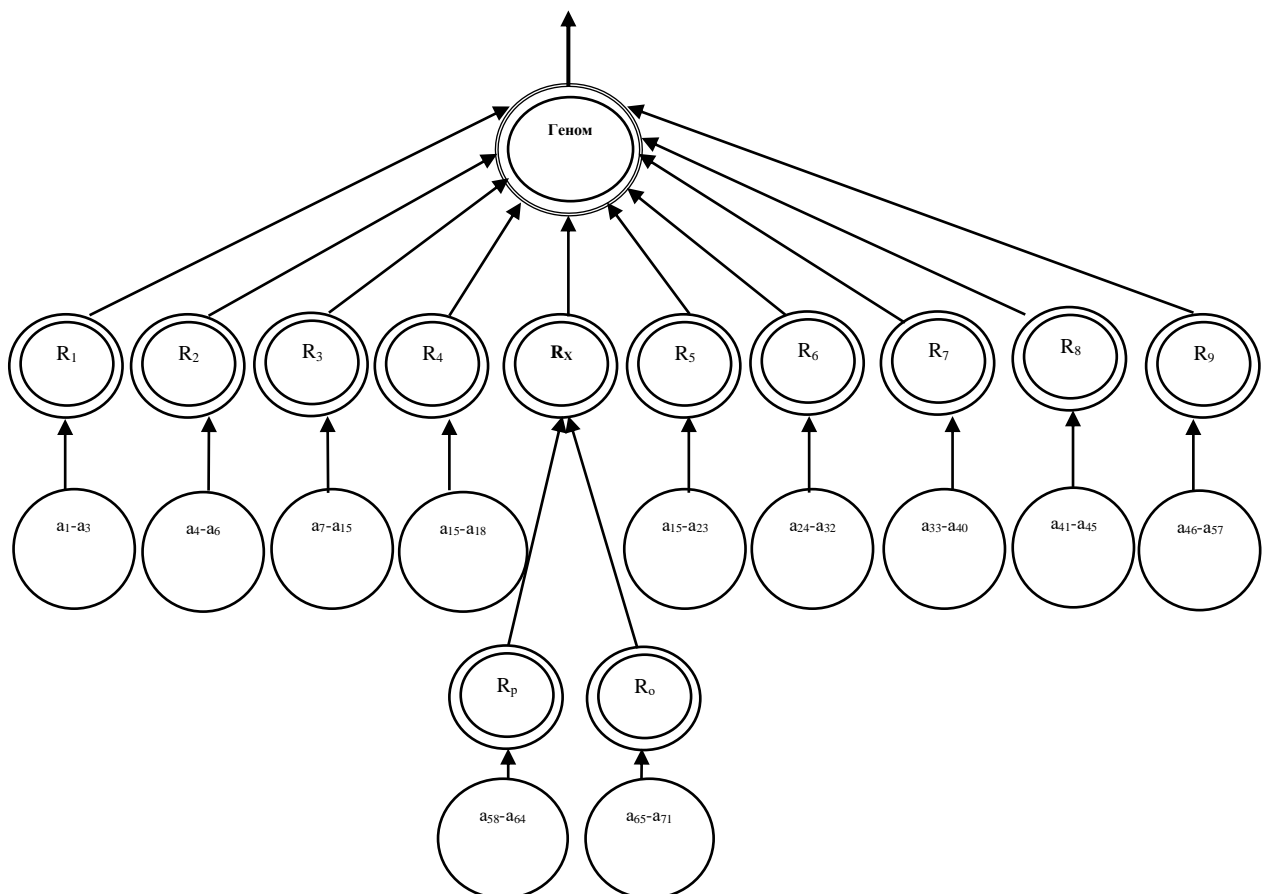 Геном
R₁ R₂ R₃ R₄ Rₓ R₅ R₆ R₇ R₈ R₉
a₁-a₃ a₄-a₆ a₇-a₁₅ a₁₅-a₁₈ a₁₅-a₂₃ a₂₄-a₃₂ a₃₃-a₄₀ a₄₁-a₄₅ a₄₆-a₅₇
Rₚ Rₒ
a₅₈-a₆₄ a₆₅-a₇₁